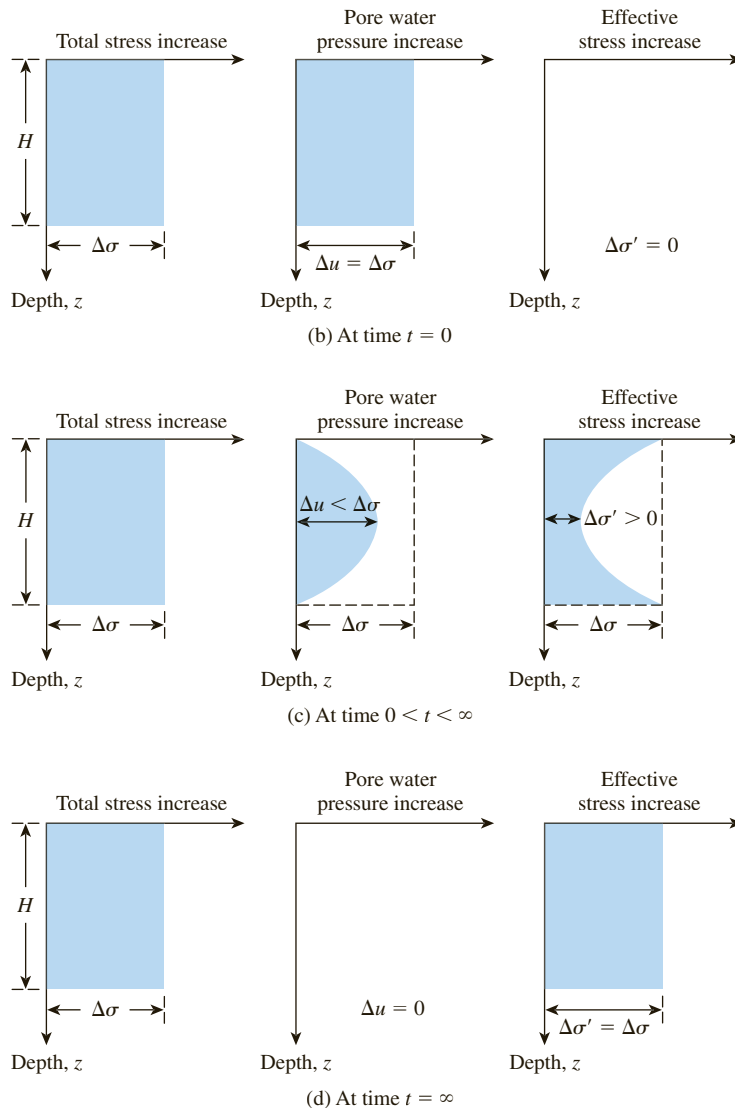 Total stress increase
Pore water
pressure increase
Effective
stress increase
H
Δσ
Δu = Δσ
Δσ′ = 0
Depth, z
Depth, z
Depth, z
(b) At time t = 0
Total stress increase
Pore water
pressure increase
Effective
stress increase
H
Δu < Δσ
Δσ′ > 0
Δσ
Δσ
Δσ
Depth, z
Depth, z
Depth, z
(c) At time 0 < t < ∞
Total stress increase
Pore water
pressure increase
Effective
stress increase
H
Δσ
Δu = 0
Δσ′ = Δσ
Depth, z
Depth, z
Depth, z
(d) At time t = ∞